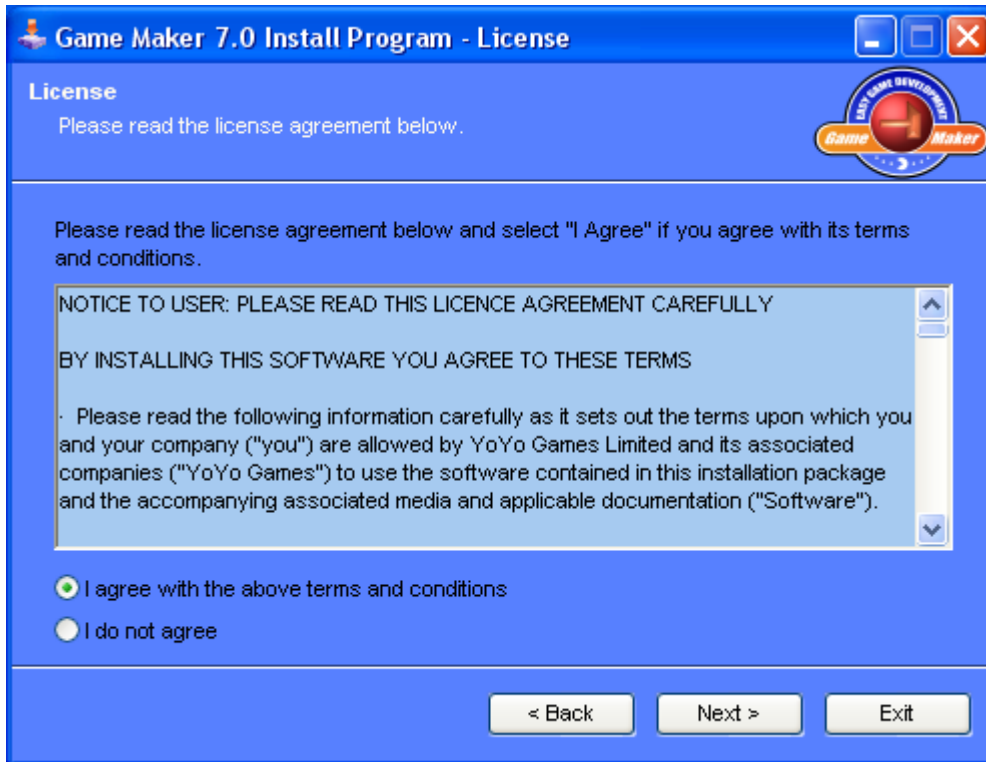 Game Maker 7.0 Install Program - License
License
Please read the license agreement below.
EASY GAME DEVELOPMENT
Game Maker
Please read the license agreement below and select "I Agree" if you agree with its terms
and conditions.
NOTICE TO USER: PLEASE READ THIS LICENCE AGREEMENT CAREFULLY
BY INSTALLING THIS SOFTWARE YOU AGREE TO THESE TERMS
· Please read the following information carefully as it sets out the terms upon which you
and your company ("you") are allowed by YoYo Games Limited and its associated
companies ("YoYo Games") to use the software contained in this installation package
and the accompanying associated media and applicable documentation ("Software").
I agree with the above terms and conditions
I do not agree
< Back Next > Exit